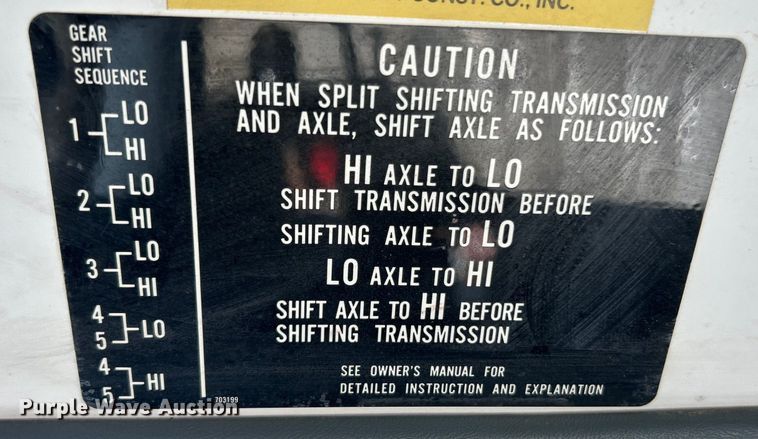 CONST. CO., INC.
GEAR
SHIFT
SEQUENCE
1 LO
HI
2 LO
HI
3 LO
HI
4
5 LO
4
5 HI
CAUTION
WHEN SPLIT SHIFTING TRANSMISSION
AND AXLE, SHIFT AXLE AS FOLLOWS:
HI AXLE TO LO
SHIFT TRANSMISSION BEFORE
SHIFTING AXLE TO LO
LO AXLE TO HI
SHIFT AXLE TO HI BEFORE
SHIFTING TRANSMISSION
SEE OWNER'S MANUAL FOR
DETAILED INSTRUCTION AND EXPLANATION
703199
Purple Wave Auction